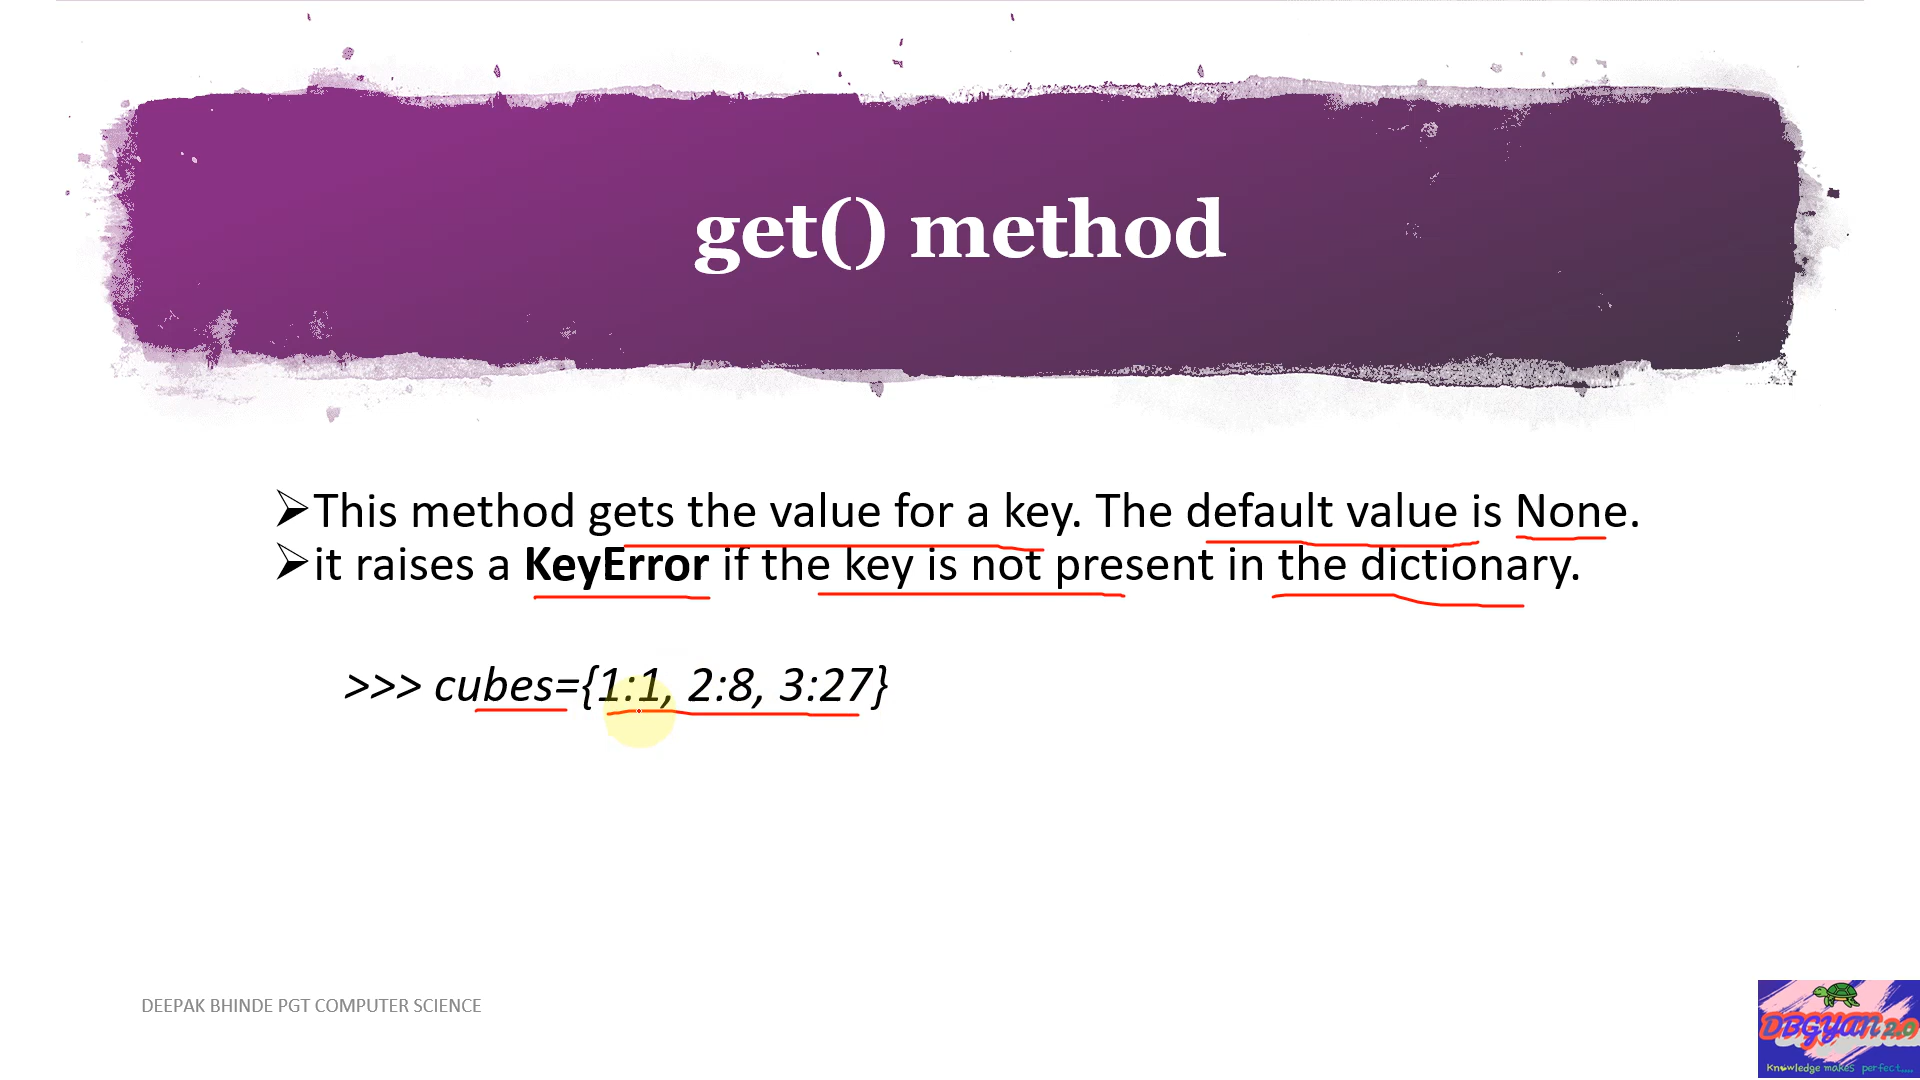 get() method
➢This method gets the value for a key. The default value is None.
➢it raises a KeyError if the key is not present in the dictionary.
>>> cubes={1:1, 2:8, 3:27}
DEEPAK BHINDE PGT COMPUTER SCIENCE
DBGYAN 2.0
Knowledge makes perfect....